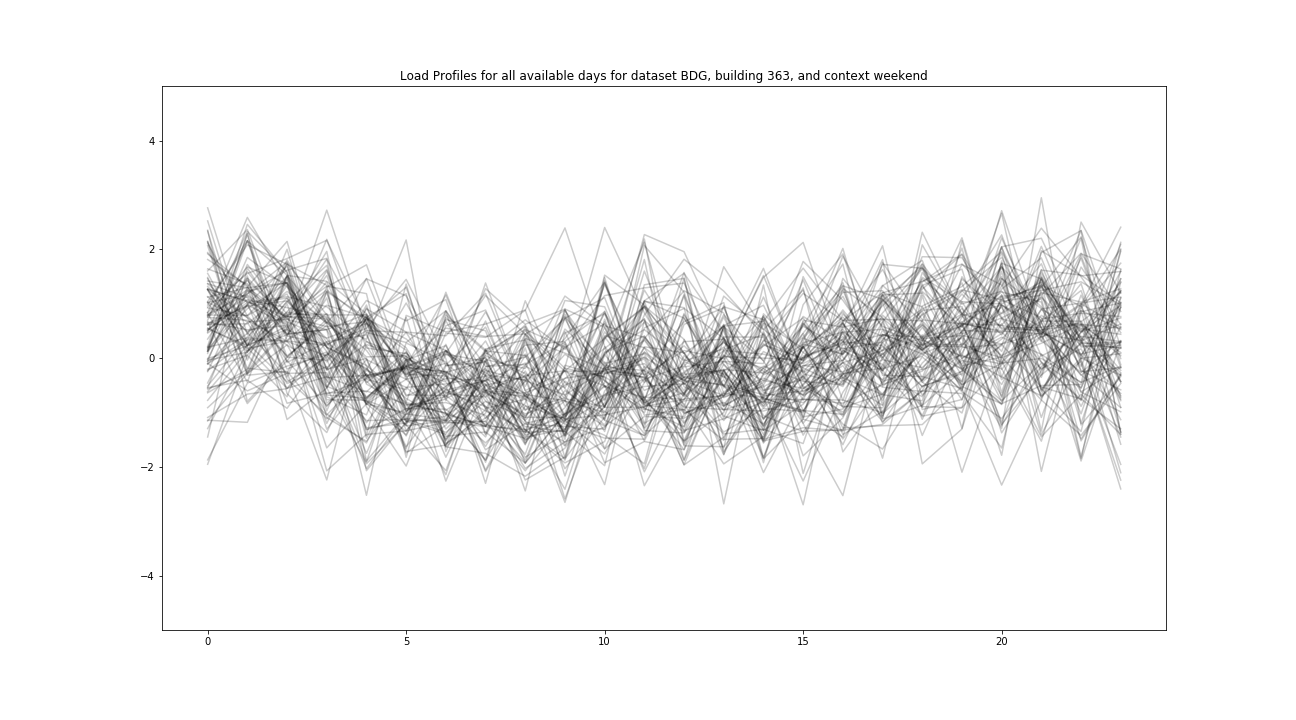 Load Profiles for all available days for dataset BDG, building 363, and context weekend
4
2
0
−2
−4
0 5 10 15 20